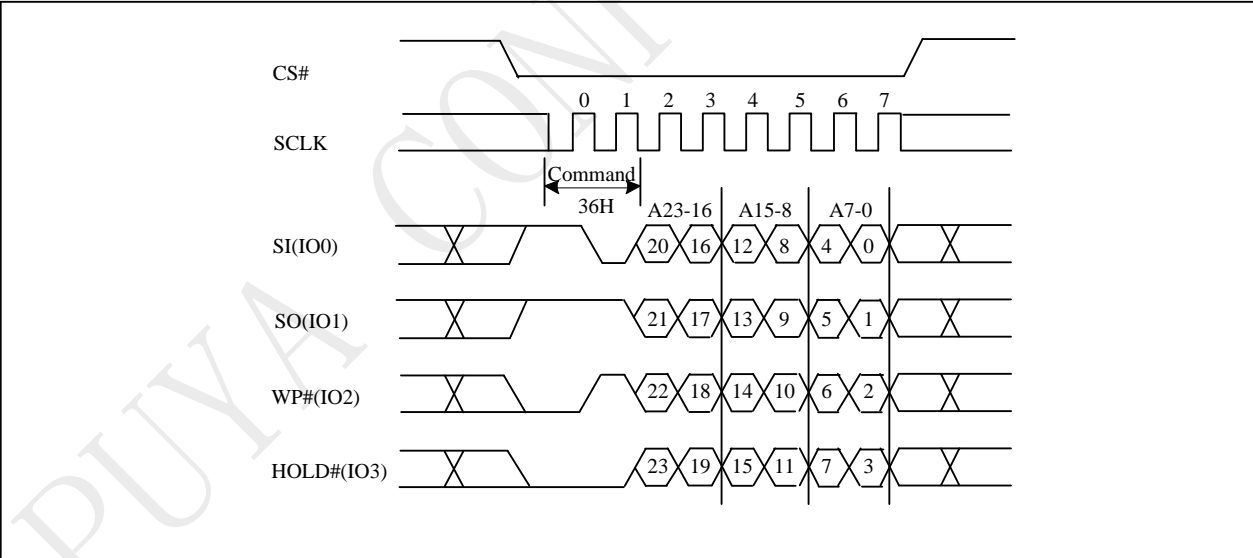 CS#
0 1 2 3 4 5 6 7
SCLK
Command
36H
A23-16 A15-8 A7-0
SI(IO0) 20 16 12 8 4 0
SO(IO1) 21 17 13 9 5 1
WP#(IO2) 22 18 14 10 6 2
HOLD#(IO3) 23 19 15 11 7 3
PUYA CON